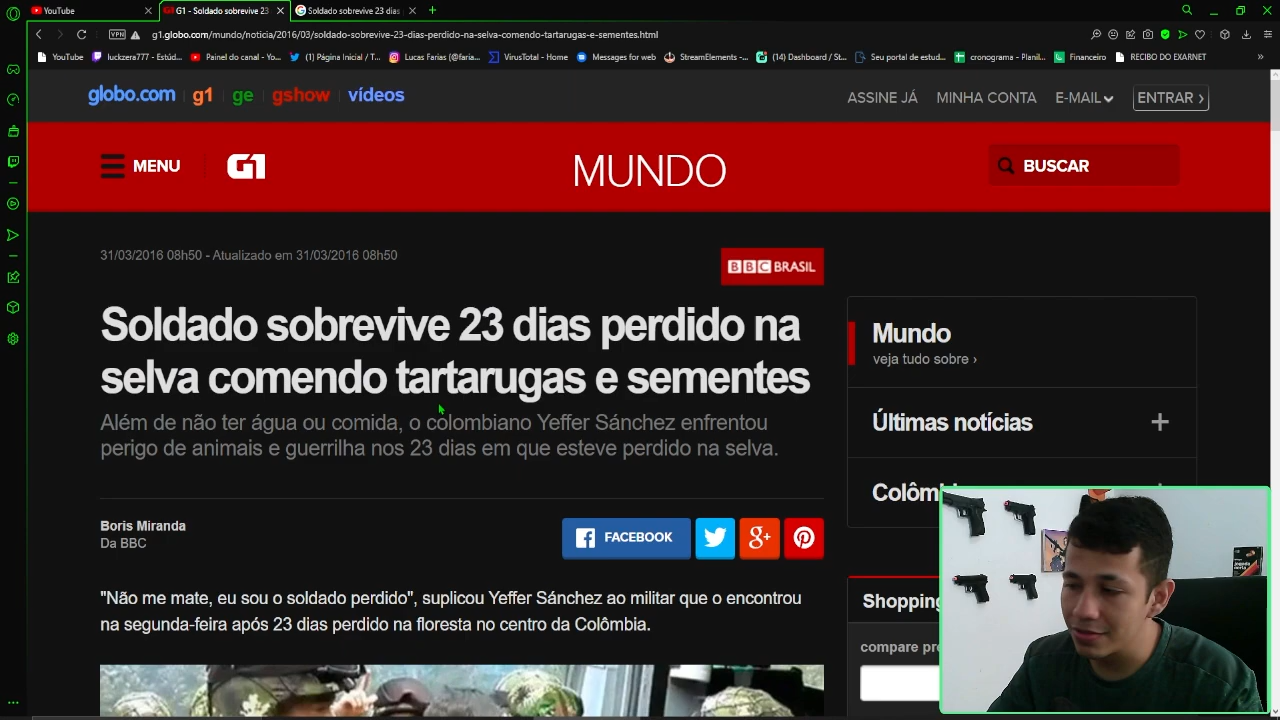 YouTube
G1 - Soldado sobrevive 23
Soldado sobrevive 23 dias
VPN
g1.globo.com/mundo/noticia/2016/03/soldado-sobrevive-23-dias-perdido-na-selva-comendo-tartarugas-e-sementes.html
YouTube
luckzera - Estúd...
Painel do canal - Yo...
(1) Página Inicial / T...
Lucas Farias (@faria...
VirusTotal - Home
Messages for web
StreamElements -...
(14) Dashboard / St...
Seu portal de estud...
cronograma - Planil...
Financeiro
RECIBO DO EXARNET
globo.com
g1
ge
gshow
vídeos
ASSINE JÁ
MINHA CONTA
E-MAIL
ENTRAR ›
MENU
G1
MUNDO
BUSCAR
31/03/2016 08h50 - Atualizado em 31/03/2016 08h50
BBC BRASIL
Soldado sobrevive 23 dias perdido na
selva comendo tartarugas e sementes
Além de não ter água ou comida, o colombiano Yeffer Sánchez enfrentou
perigo de animais e guerrilha nos 23 dias em que esteve perdido na selva.
Mundo
veja tudo sobre ›
Últimas notícias
Colôm
Boris Miranda
Da BBC
FACEBOOK
g+
"Não me mate, eu sou o soldado perdido", suplicou Yeffer Sánchez ao militar que o encontrou
na segunda-feira após 23 dias perdido na floresta no centro da Colômbia.
Shopping
compare pre